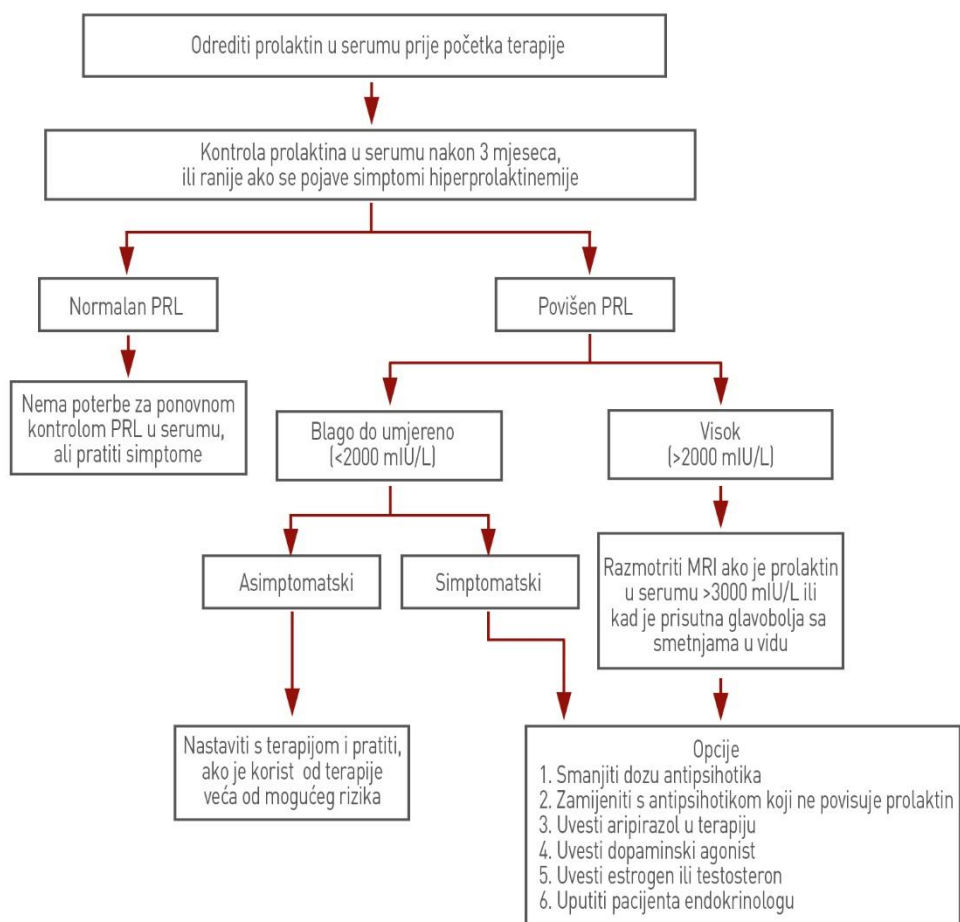 Odrediti prolaktin u serumu prije početka terapije
Kontrola prolaktina u serumu nakon 3 mjeseca,
ili ranije ako se pojave simptomi hiperprolaktinemije
Normalan PRL
Povišen PRL
Nema poterbe za ponovnom
kontrolom PRL u serumu,
ali pratiti simptome
Blago do umjereno
(<2000 mIU/L)
Visok
(>2000 mIU/L)
Asimptomatski
Simptomatski
Razmotriti MRI ako je prolaktin
u serumu >3000 mIU/L ili
kad je prisutna glavobolja sa
smetnjama u vidu
Nastaviti s terapijom i pratiti,
ako je korist od terapije
veća od mogućeg rizika
Opcije
1. Smanjiti dozu antipsihotika
2. Zamijeniti s antipsihotikom koji ne povisuje prolaktin
3. Uvesti aripirazol u terapiju
4. Uvesti dopaminski agonist
5. Uvesti estrogen ili testosteron
6. Uputiti pacijenta endokrinologu